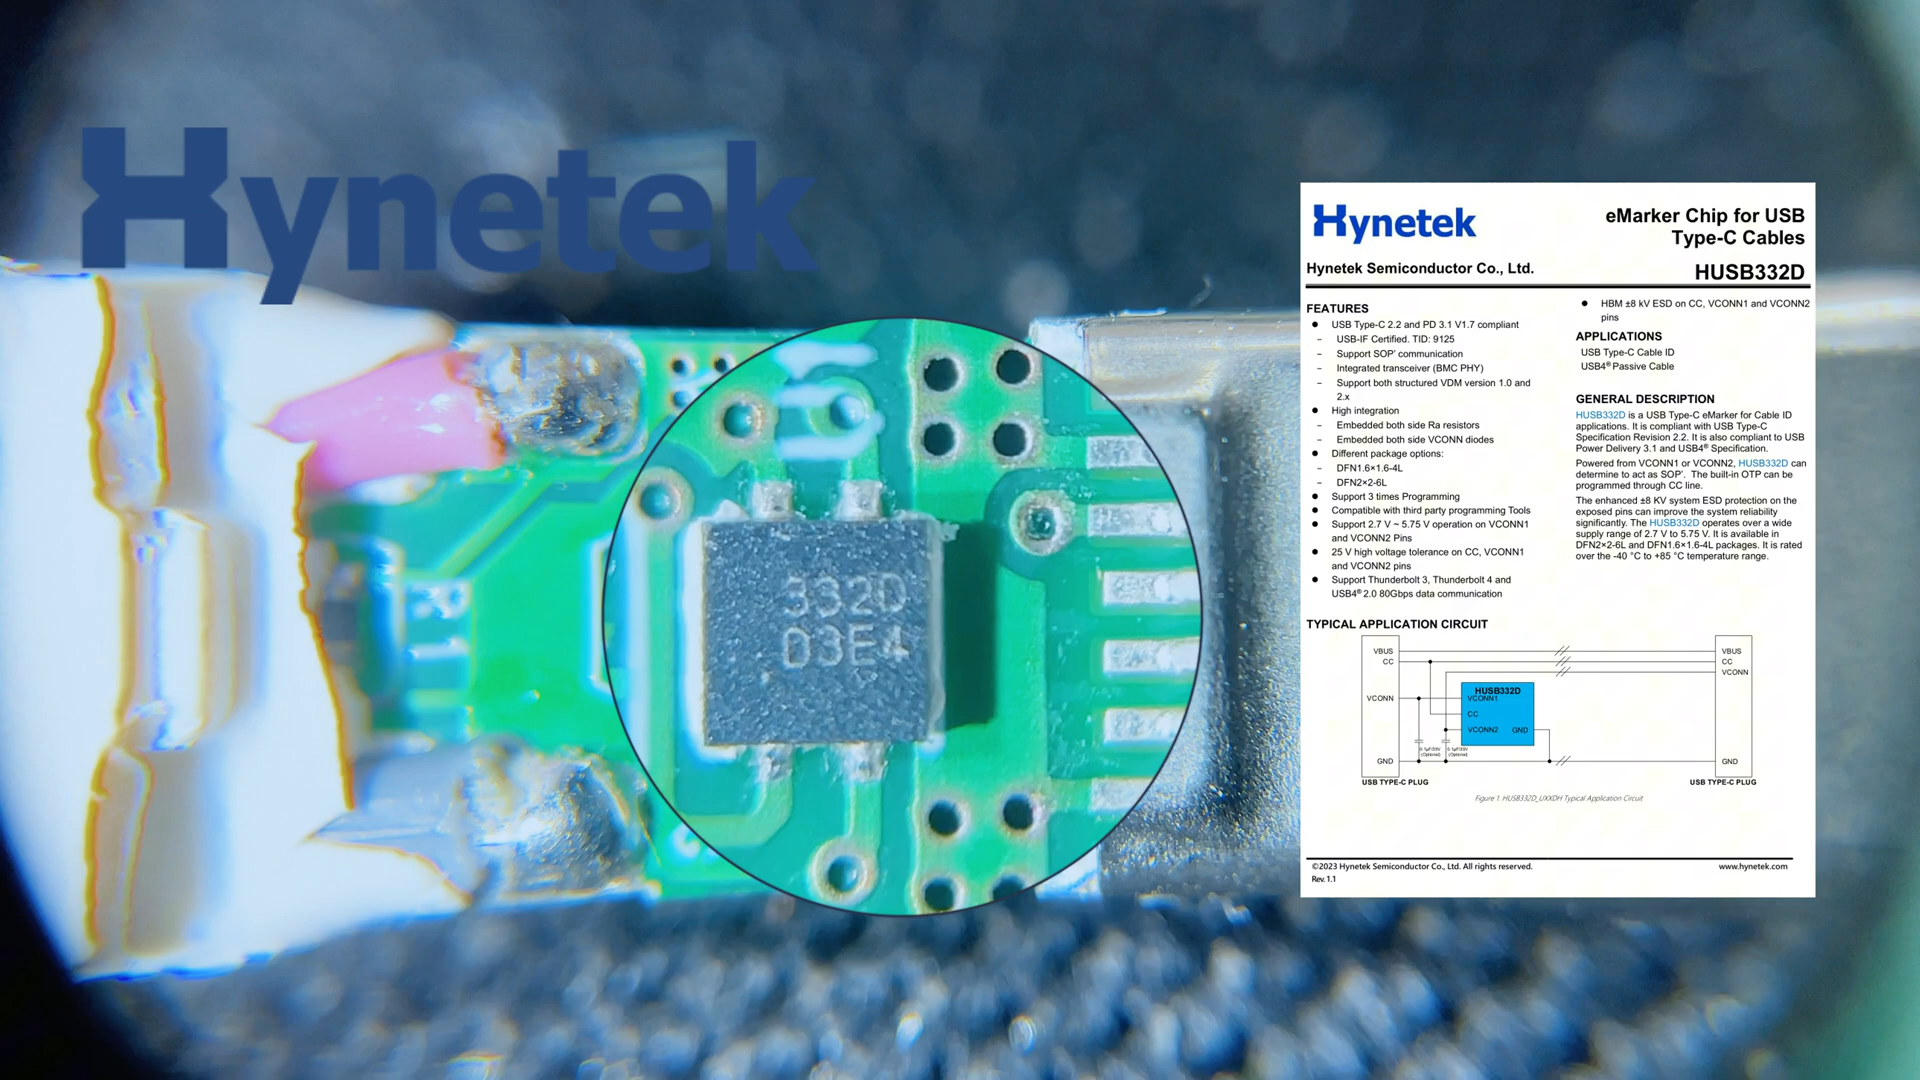 Hynetek
U1
R1
332D
D3E4
Hynetek
eMarker Chip for USB
Type-C Cables
Hynetek Semiconductor Co., Ltd.
HUSB332D
FEATURES
● USB Type-C 2.2 and PD 3.1 V1.7 compliant
– USB-IF Certified. TID: 9125
– Support SOP' communication
– Integrated transceiver (BMC PHY)
– Support both structured VDM version 1.0 and
2.x
● High integration
– Embedded both side Ra resistors
– Embedded both side VCONN diodes
● Different package options:
– DFN1.6×1.6-4L
– DFN2×2-6L
● Support 3 times Programming
● Compatible with third party programming Tools
● Support 2.7 V ~ 5.75 V operation on VCONN1
and VCONN2 Pins
● 25 V high voltage tolerance on CC, VCONN1
and VCONN2 pins
● Support Thunderbolt 3, Thunderbolt 4 and
USB4® 2.0 80Gbps data communication
● HBM ±8 kV ESD on CC, VCONN1 and VCONN2
pins
APPLICATIONS
USB Type-C Cable ID
USB4® Passive Cable
GENERAL DESCRIPTION
HUSB332D is a USB Type-C eMarker for Cable ID
applications. It is compliant with USB Type-C
Specification Revision 2.2. It is also compliant to USB
Power Delivery 3.1 and USB4® Specification.
Powered from VCONN1 or VCONN2, HUSB332D can
determine to act as SOP'. The built-in OTP can be
programmed through CC line.
The enhanced ±8 KV system ESD protection on the
exposed pins can improve the system reliability
significantly. The HUSB332D operates over a wide
supply range of 2.7 V to 5.75 V. It is available in
DFN2×2-6L and DFN1.6×1.6-4L packages. It is rated
over the -40 °C to +85 °C temperature range.
TYPICAL APPLICATION CIRCUIT
VBUS
CC
VCONN
GND
USB TYPE-C PLUG
HUSB332D
VCONN1
CC
VCONN2 GND
0.1μF/35V
(Optional)
0.1μF/35V
(Optional)
VBUS
CC
VCONN
GND
USB TYPE-C PLUG
Figure 1. HUSB332D_UXXDH Typical Application Circuit
©2023 Hynetek Semiconductor Co., Ltd. All rights reserved.
www.hynetek.com
Rev. 1.1